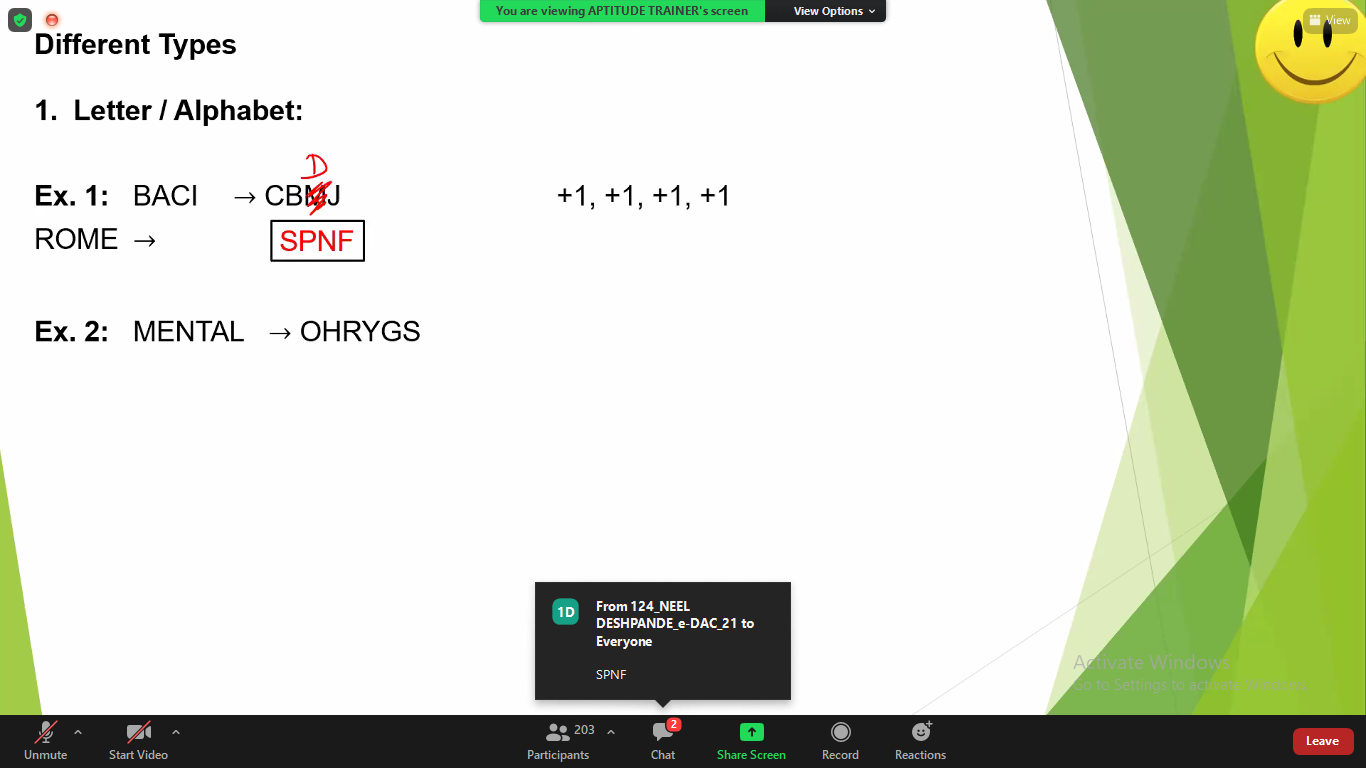 You are viewing APTITUDE TRAINER's screen
View Options
View
Different Types
1. Letter / Alphabet:
D
Ex. 1: BACI → CBMJ +1, +1, +1, +1
ROME → SPNF
Ex. 2: MENTAL → OHRYGS
1D
From 124_NEEL
DESHPANDE_e-DAC_21 to
Everyone
SPNF
Activate Windows
Go to Settings to activate Windows.
Unmute
Start Video
203
Participants
2
Chat
Share Screen
Record
Reactions
Leave